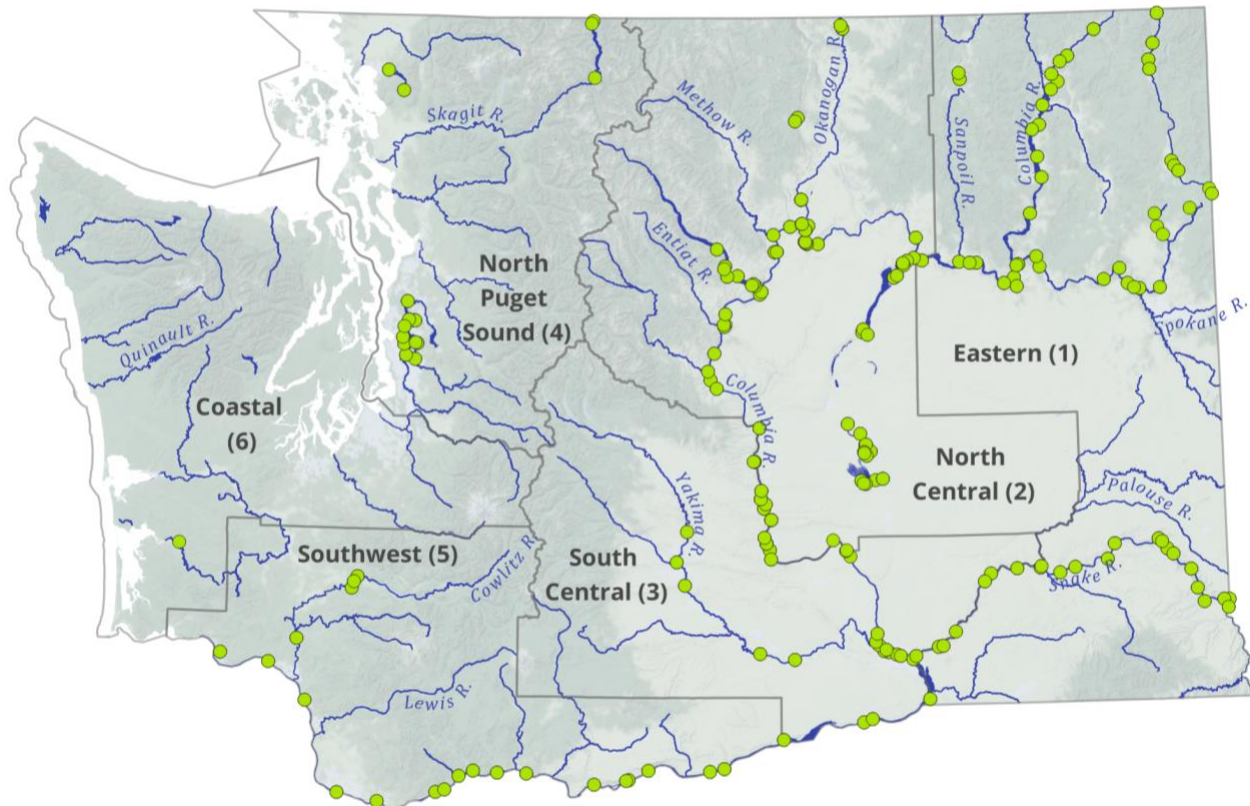 Skagit R.
Methow R.
Okanogan R.
Sanpoil R.
Columbia R.
Entiat R.
North
Puget
Sound (4)
Quinault R.
Spokane R.
Eastern (1)
Columbia R.
Coastal
(6)
North
Central (2)
Yakima R.
Palouse R.
Southwest (5)
Cowlitz R.
South
Central (3)
Snake R.
Lewis R.